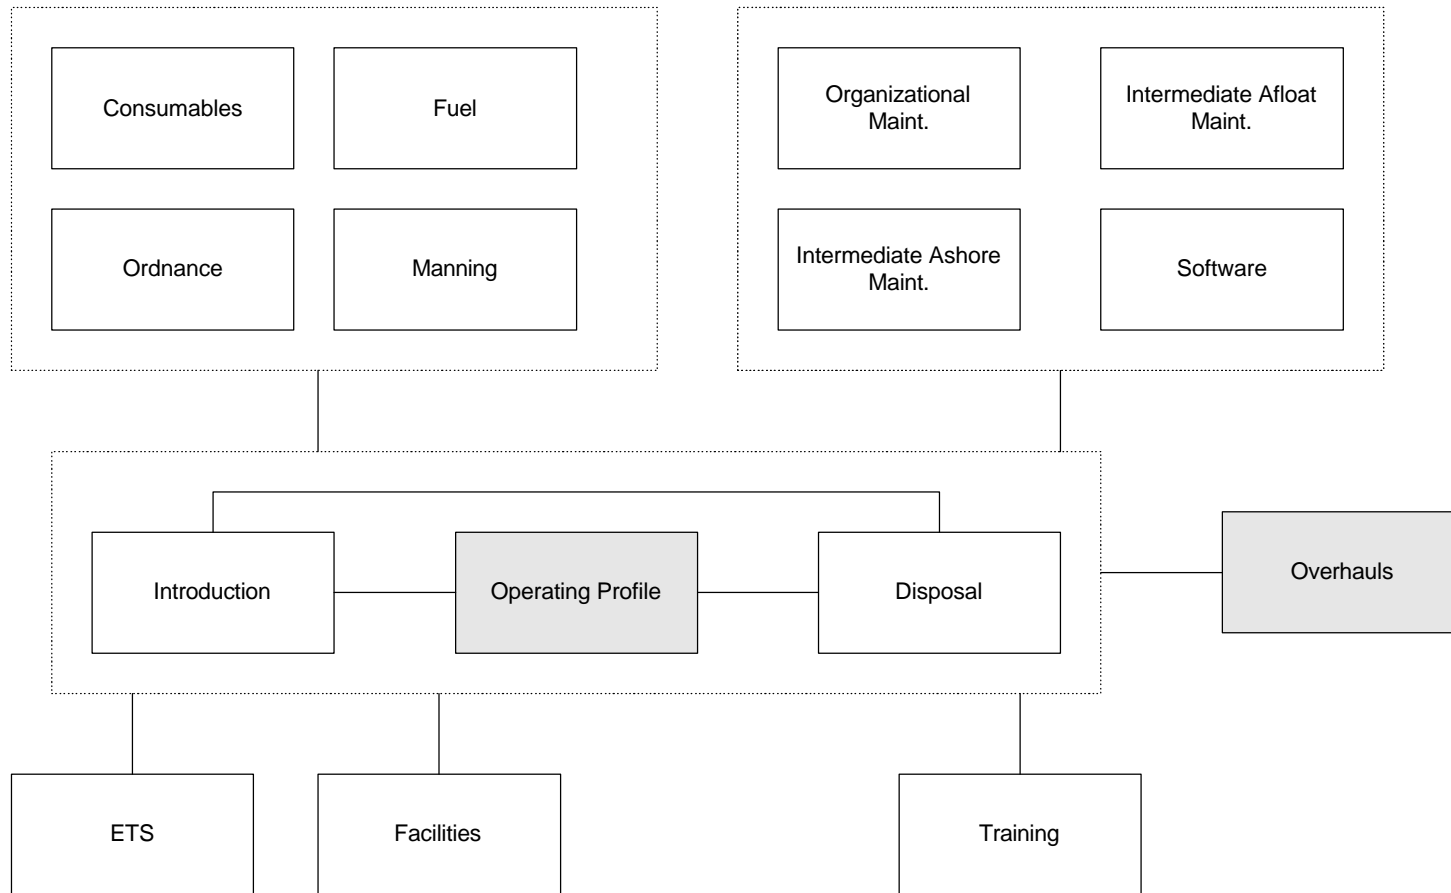 Consumables
Fuel
Organizational
Maint.
Intermediate Afloat
Maint.
Ordnance
Manning
Intermediate Ashore
Maint.
Software
Introduction
Operating Profile
Disposal
Overhauls
ETS
Facilities
Training